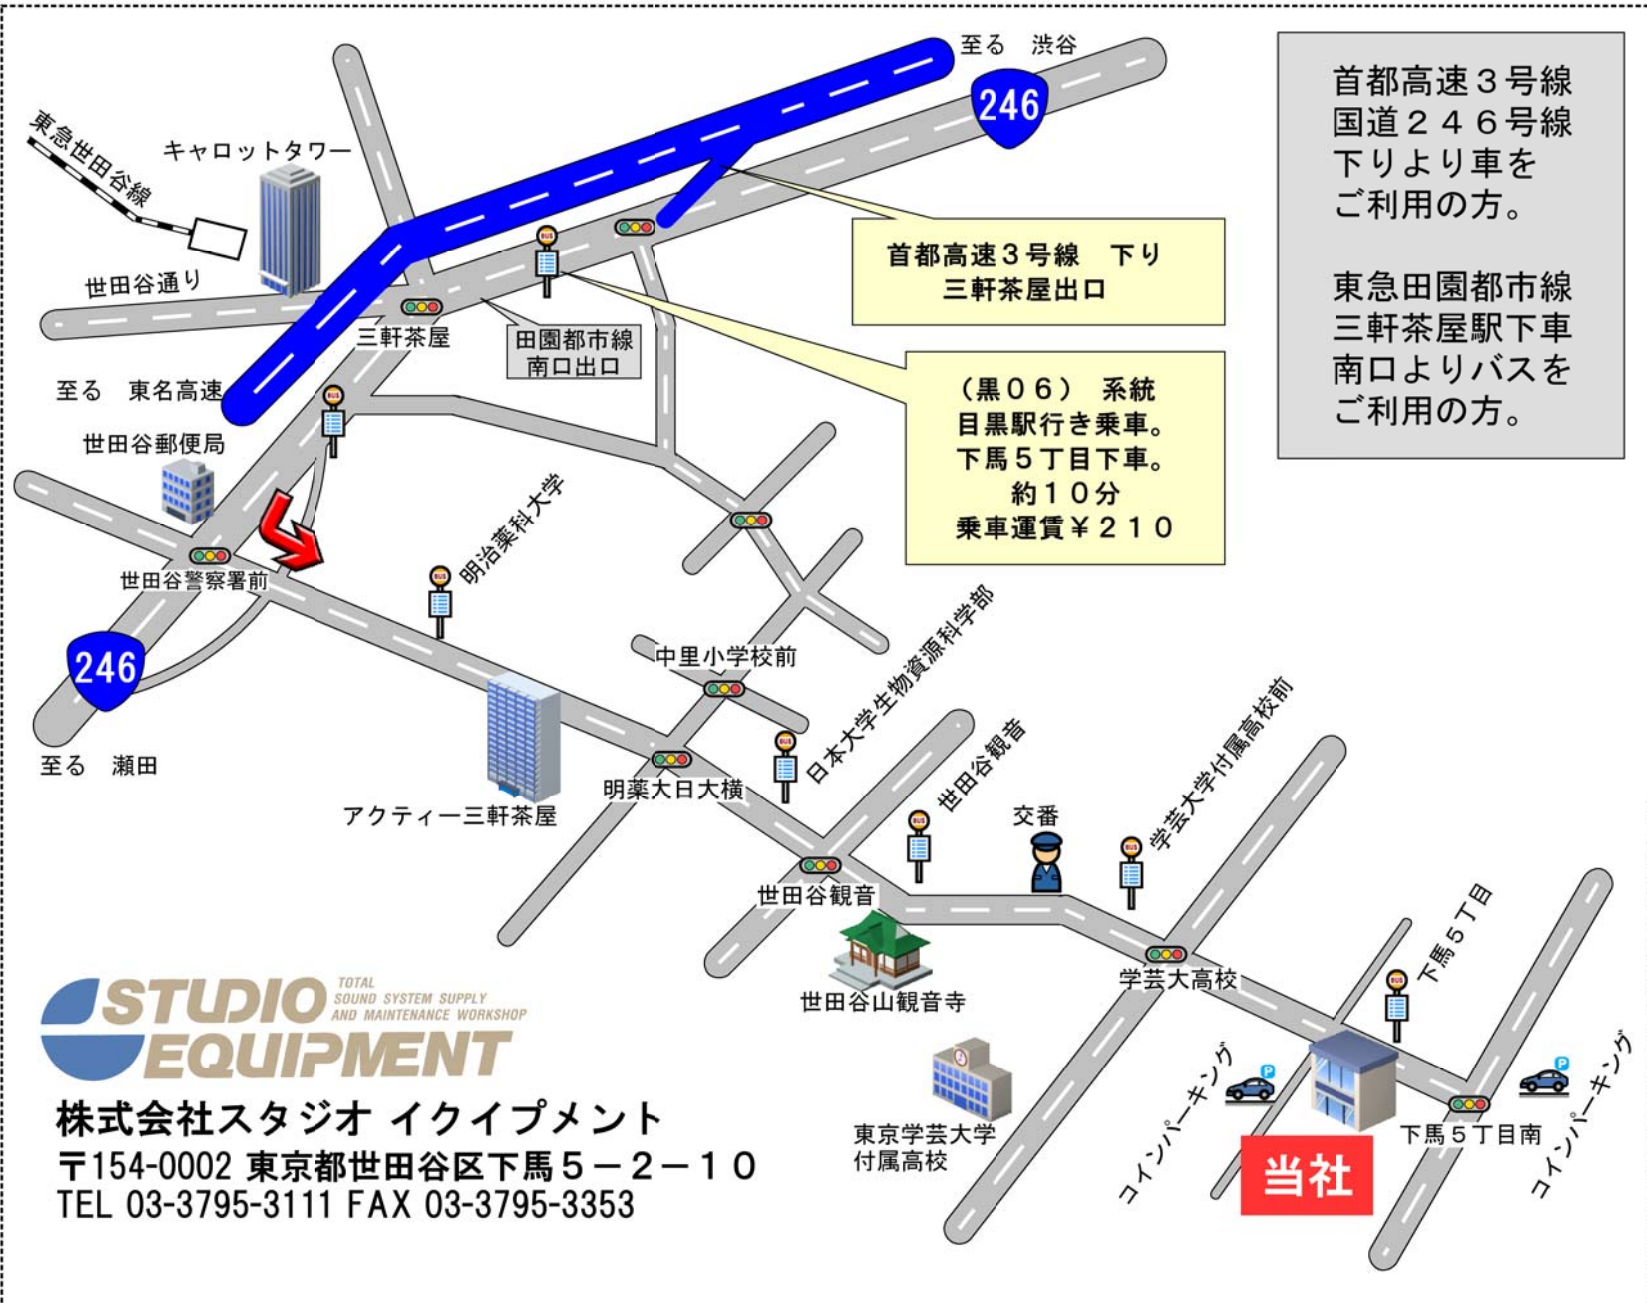 至る　渋谷
246
首都高速３号線
国道２４６号線
下りより車を
ご利用の方。
東急田園都市線
三軒茶屋駅下車
南口よりバスを
ご利用の方。
東急世田谷線
キャロットタワー
世田谷通り
BUS
首都高速３号線　下り
三軒茶屋出口
三軒茶屋
田園都市線
南口出口
至る　東名高速
BUS
（黒０６）　系統
目黒駅行き乗車。
下馬５丁目下車。
約１０分
乗車運賃￥２１０
世田谷郵便局
世田谷警察署前
明治薬科大学
BUS
246
至る　瀬田
中里小学校前
日本大学生物資源科学部
BUS
アクティー三軒茶屋
明薬大日大横
世田谷観音
BUS
交番
学芸大学付属高校前
BUS
世田谷観音
世田谷山観音寺
学芸大高校
下馬５丁目
BUS
東京学芸大学
付属高校
コインパーキング
P
当社
下馬５丁目南
P
コインパーキング
STUDIO
EQUIPMENT
TOTAL
SOUND SYSTEM SUPPLY
AND MAINTENANCE WORKSHOP
株式会社スタジオ イクイプメント
〒154-0002 東京都世田谷区下馬５－２－１０
TEL 03-3795-3111 FAX 03-3795-3353